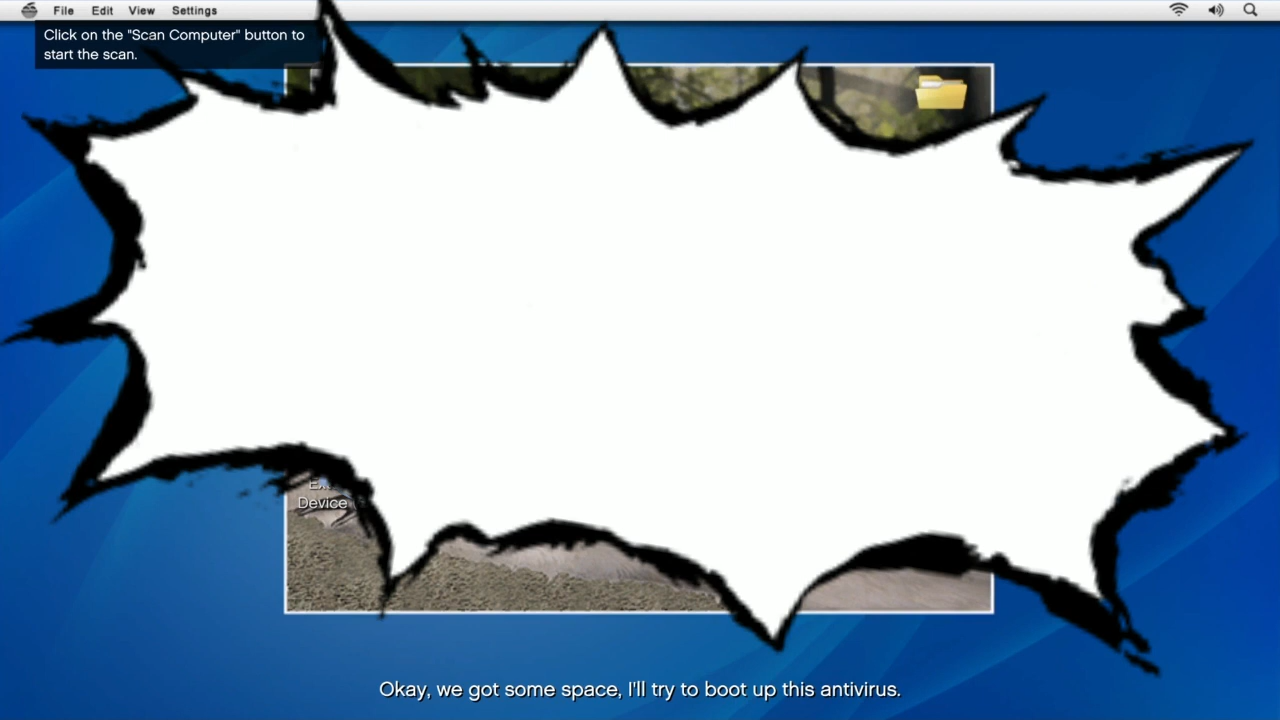 File Edit View Settings
Click on the "Scan Computer" button to
start the scan.
Device
Okay, we got some space, I'll try to boot up this antivirus.